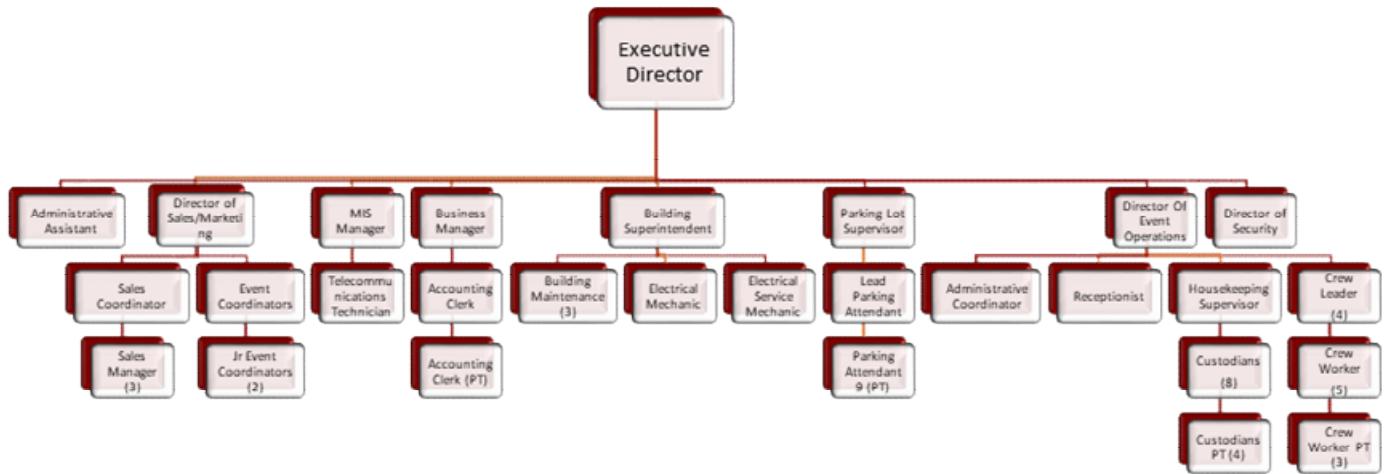 Executive
Director
Administrative
Assistant
Director of
Sales/Marketi
ng
MIS
Manager
Business
Manager
Building
Superintendent
Parking Lot
Supervisor
Director Of
Event
Operations
Director of
Security
Sales
Coordinator
Event
Coordinators
Telecommu
nications
Technician
Accounting
Clerk
Building
Maintenance
(3)
Electrical
Mechanic
Electrical
Service
Mechanic
Lead
Parking
Attendant
Administrative
Coordinator
Receptionist
Housekeeping
Supervisor
Crew
Leader
(4)
Sales
Manager
(3)
Jr Event
Coordinators
(2)
Accounting
Clerk (PT)
Parking
Attendant
9 (PT)
Custodians
(8)
Crew
Worker
(5)
Custodians
PT (4)
Crew
Worker PT
(3)